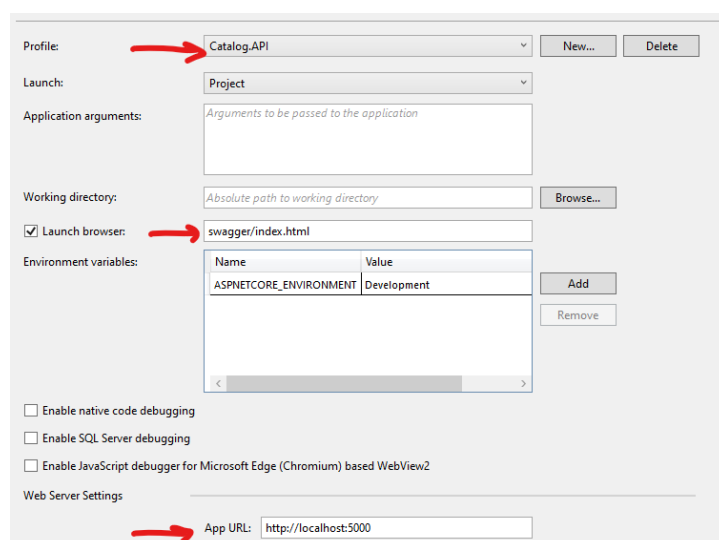 Profile: Catalog.API New... Delete
Launch: Project
Application arguments: Arguments to be passed to the application
Working directory: Absolute path to working directory Browse...
Launch browser: swagger/index.html
Environment variables: Name Value
ASPNETCORE_ENVIRONMENT Development Add
Remove
Enable native code debugging
Enable SQL Server debugging
Enable JavaScript debugger for Microsoft Edge (Chromium) based WebView2
Web Server Settings
App URL: http://localhost:5000